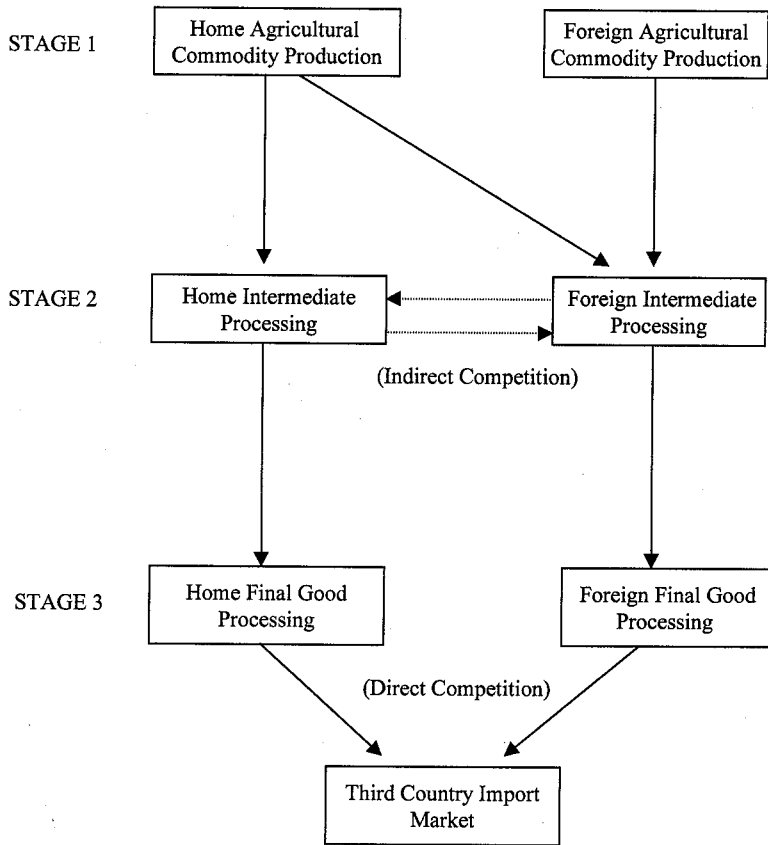 STAGE 1
Home Agricultural
Commodity Production
Foreign Agricultural
Commodity Production
STAGE 2
Home Intermediate
Processing
Foreign Intermediate
Processing
(Indirect Competition)
STAGE 3
Home Final Good
Processing
Foreign Final Good
Processing
(Direct Competition)
Third Country Import
Market